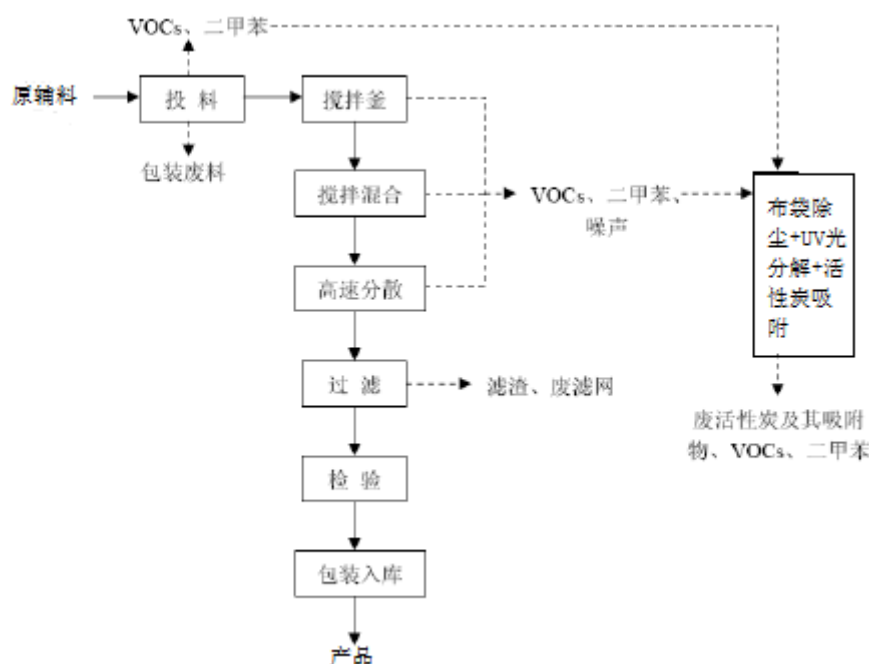 VOCs、二甲苯
原辅料
投 料
搅拌釜
包装废料
搅拌混合
VOCs、二甲苯、
噪声
布袋除
尘+UV光
分解+活
性炭吸
附
高速分散
过 滤
滤渣、废滤网
废活性炭及其吸附
物、VOCs、二甲苯
检 验
包装入库
产品